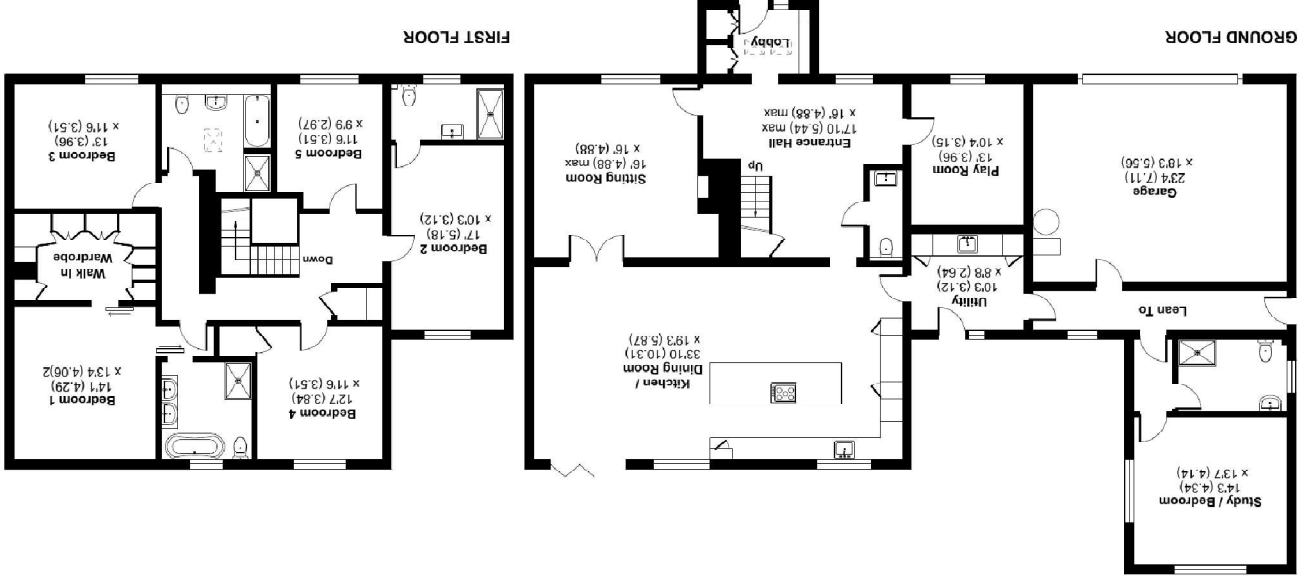 Study / Bedroom
14'3 (4.34)
x 13'7 (4.14)
Lean To
Garage
23'4 (7.11)
x 18'3 (5.56)
Utility
10'3 (3.12)
x 8'8 (2.64)
Play Room
13' (3.96)
x 10'4 (3.15)
Kitchen /
Dining Room
33'10 (10.31)
x 19'3 (5.87)
Up
Entrance Hall
17'10 (5.44) max
x 16' (4.88) max
Sitting Room
16' (4.88) max
x 16' (4.88)
Lobby
GROUND FLOOR
Bedroom 4
12'7 (3.84)
x 11'6 (3.51)
Bedroom 1
14'1 (4.29)
x 13'4 (4.06)2
Down
Walk In
Wardrobe
Bedroom 2
17' (5.18)
x 10'3 (3.12)
Bedroom 5
11'6 (3.51)
x 9'9 (2.97)
Bedroom 3
13' (3.96)
x 11'6 (3.51)
FIRST FLOOR